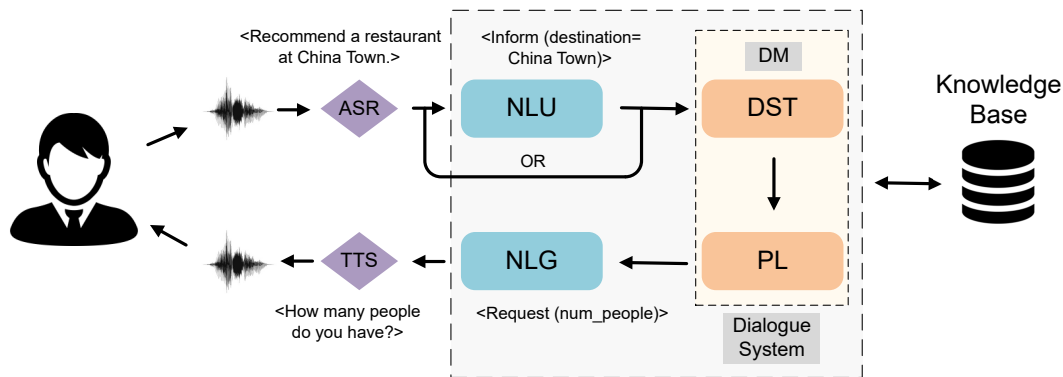 <Recommend a restaurant
at China Town.>
<Inform (destination=
China Town)>
DM
ASR
NLU
DST
Knowledge
Base
OR
TTS
NLG
PL
<How many people
do you have?>
<Request (num_people)>
Dialogue
System